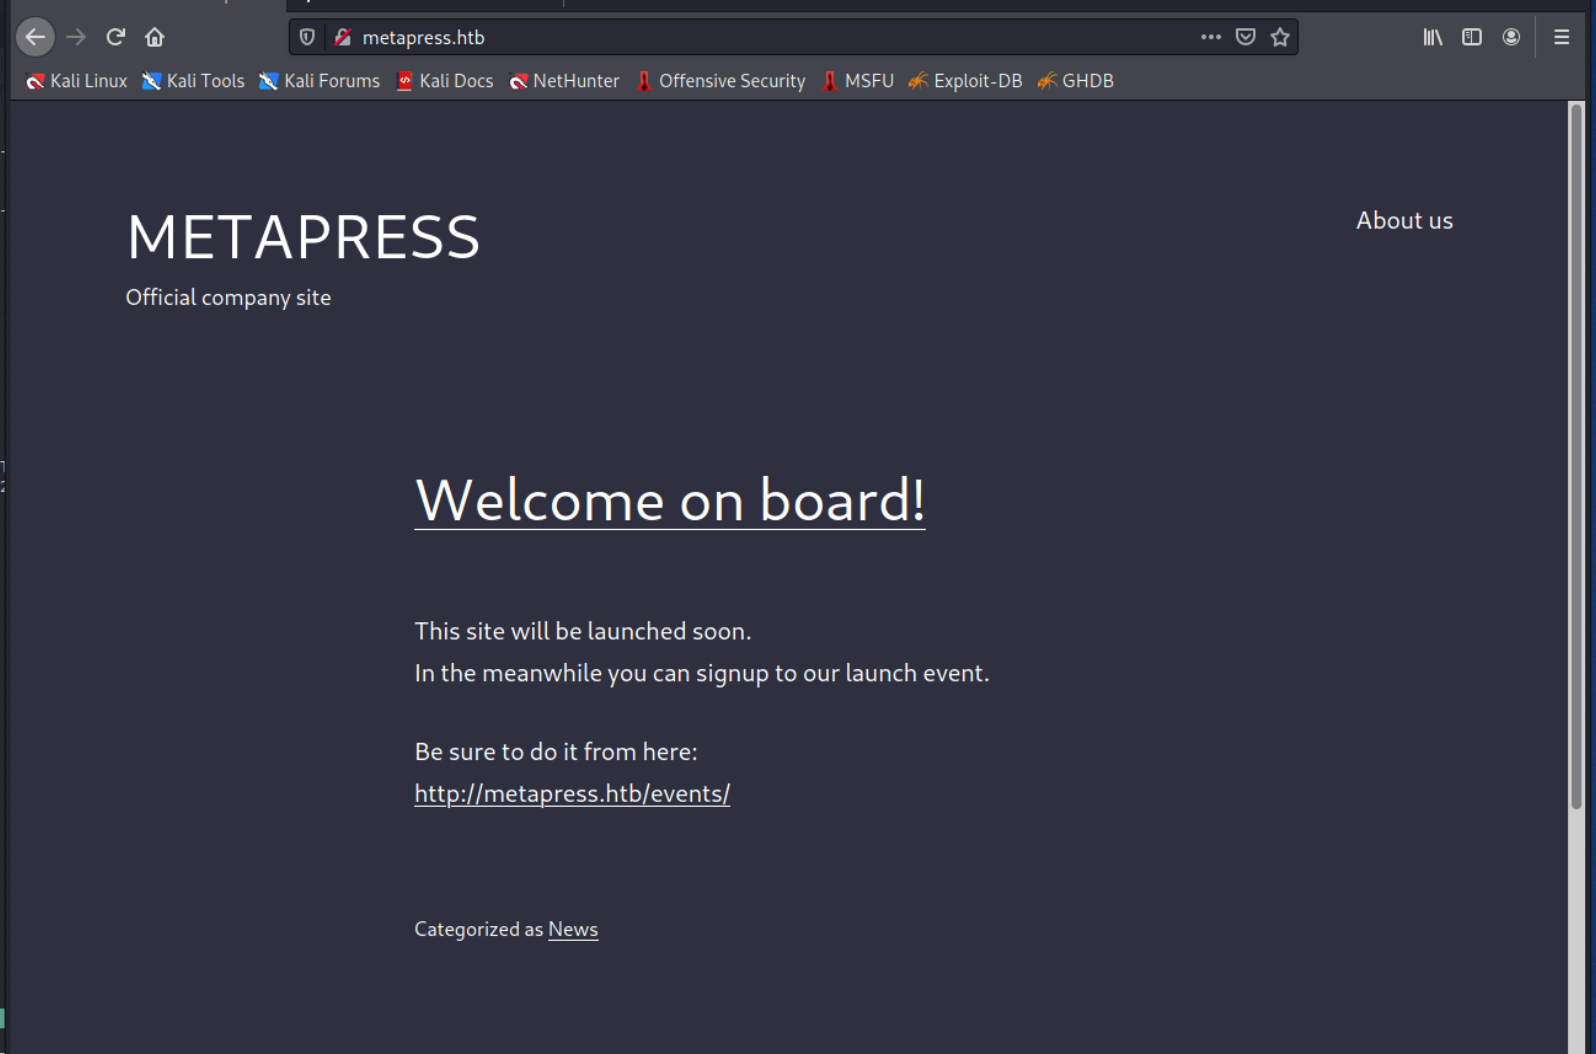 metapress.htb
Kali Linux Kali Tools Kali Forums Kali Docs NetHunter Offensive Security MSFU Exploit-DB GHDB
METAPRESS
About us
Official company site
Welcome on board!
This site will be launched soon.
In the meanwhile you can signup to our launch event.
Be sure to do it from here:
http://metapress.htb/events/
Categorized as News